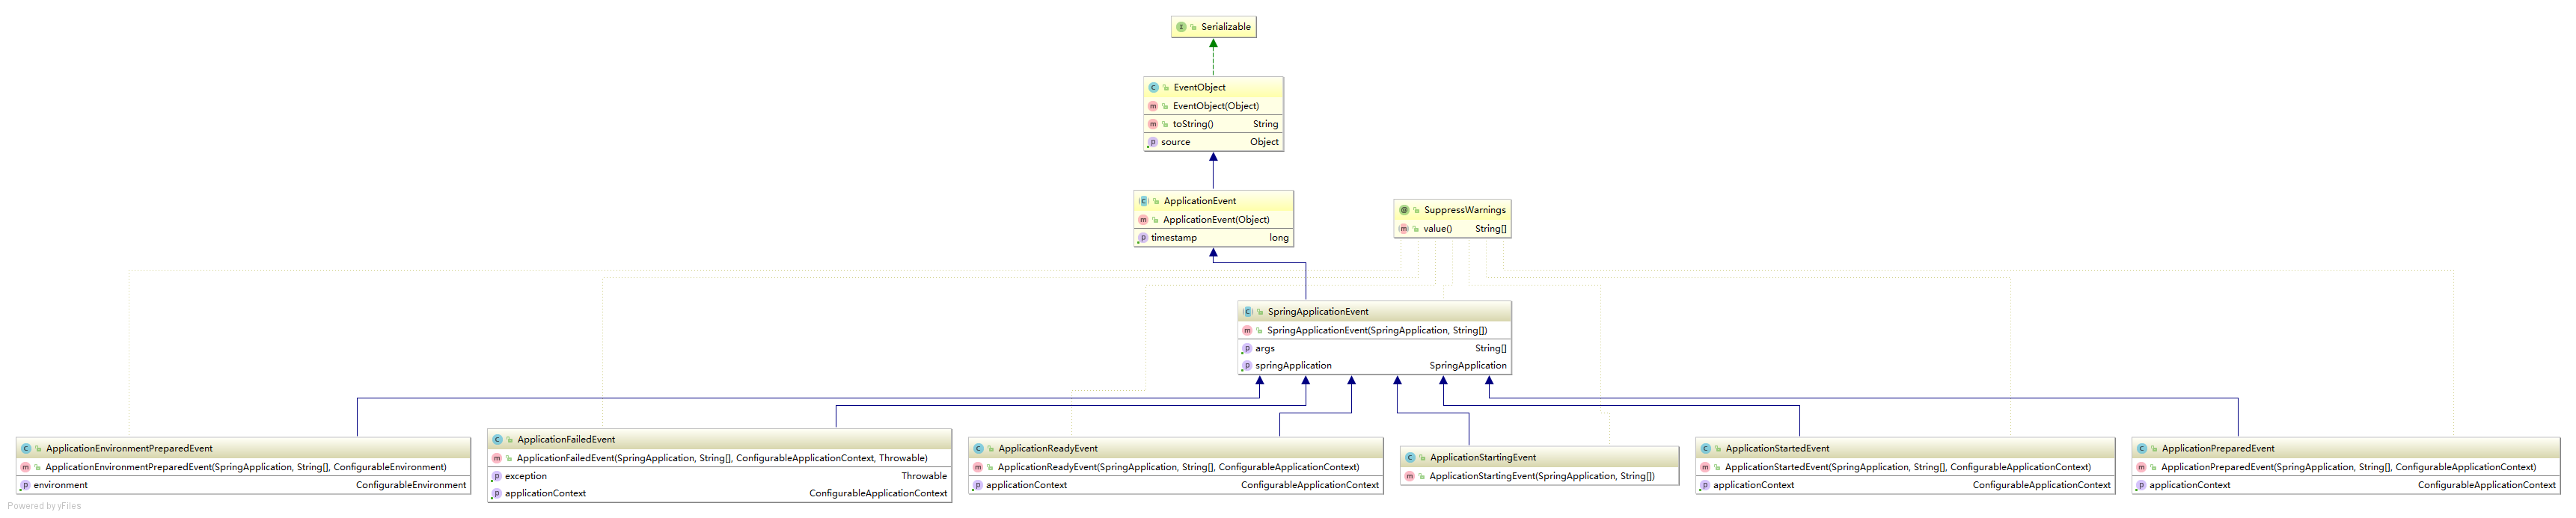 Serializable
EventObject
EventObject(Object)
toString() String
source Object
ApplicationEvent
ApplicationEvent(Object)
timestamp long
SuppressWarnings
value() String[]
SpringApplicationEvent
SpringApplicationEvent(SpringApplication, String[])
args String[]
springApplication SpringApplication
ApplicationEnvironmentPreparedEvent
ApplicationEnvironmentPreparedEvent(SpringApplication, String[], ConfigurableEnvironment)
environment ConfigurableEnvironment
ApplicationFailedEvent
ApplicationFailedEvent(SpringApplication, String[], ConfigurableApplicationContext, Throwable)
exception Throwable
applicationContext ConfigurableApplicationContext
ApplicationReadyEvent
ApplicationReadyEvent(SpringApplication, String[], ConfigurableApplicationContext)
applicationContext ConfigurableApplicationContext
ApplicationStartingEvent
ApplicationStartingEvent(SpringApplication, String[])
ApplicationStartedEvent
ApplicationStartedEvent(SpringApplication, String[], ConfigurableApplicationContext)
applicationContext ConfigurableApplicationContext
ApplicationPreparedEvent
ApplicationPreparedEvent(SpringApplication, String[], ConfigurableApplicationContext)
applicationContext ConfigurableApplicationContext
Powered by yFiles